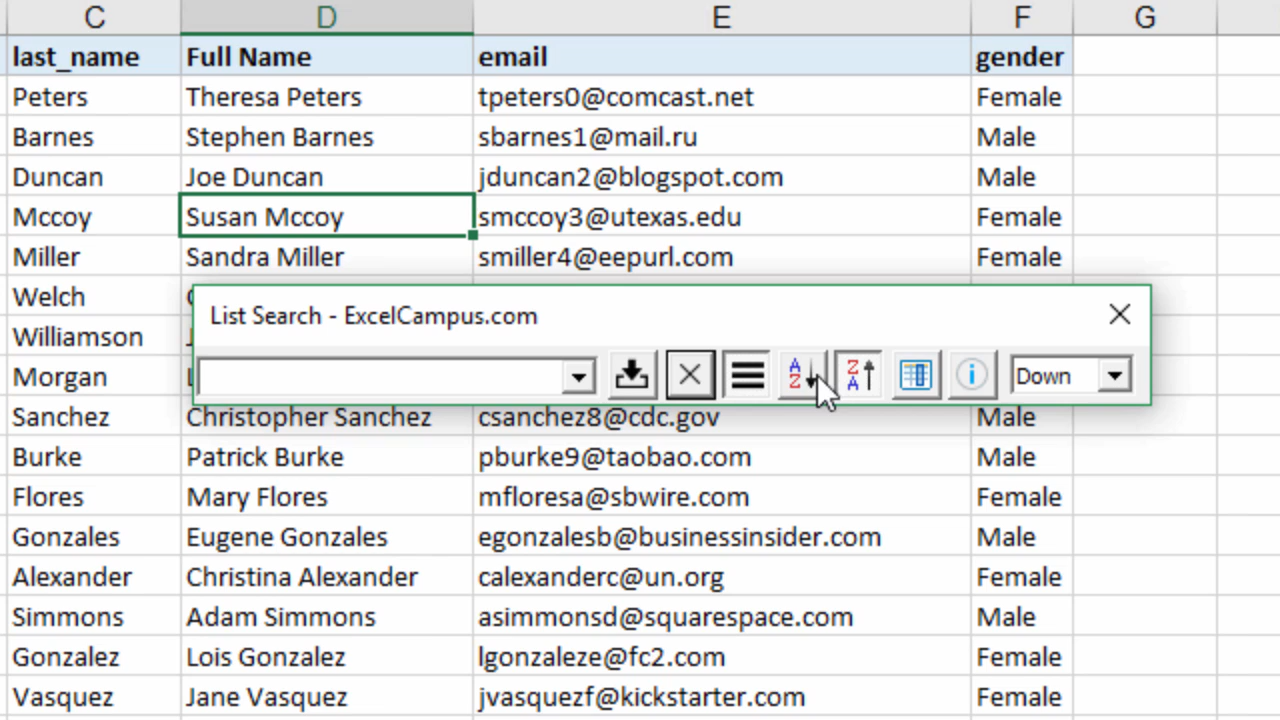 C D E F G
last_name Full Name email gender
Peters Theresa Peters tpeters0@comcast.net Female
Barnes Stephen Barnes sbarnes1@mail.ru Male
Duncan Joe Duncan jduncan2@blogspot.com Male
Mccoy Susan Mccoy smccoy3@utexas.edu Female
Miller Sandra Miller smiller4@eepurl.com Female
Welch
List Search - ExcelCampus.com
Williamson
Morgan
A Z Z A i Down
Sanchez Christopher Sanchez csanchez8@cdc.gov Male
Burke Patrick Burke pburke9@taobao.com Male
Flores Mary Flores mfloresa@sbwire.com Female
Gonzales Eugene Gonzales egonzalesb@businessinsider.com Male
Alexander Christina Alexander calexanderc@un.org Female
Simmons Adam Simmons asimmonsd@squarespace.com Male
Gonzalez Lois Gonzalez lgonzaleze@fc2.com Female
Vasquez Jane Vasquez jvasquezf@kickstarter.com Female